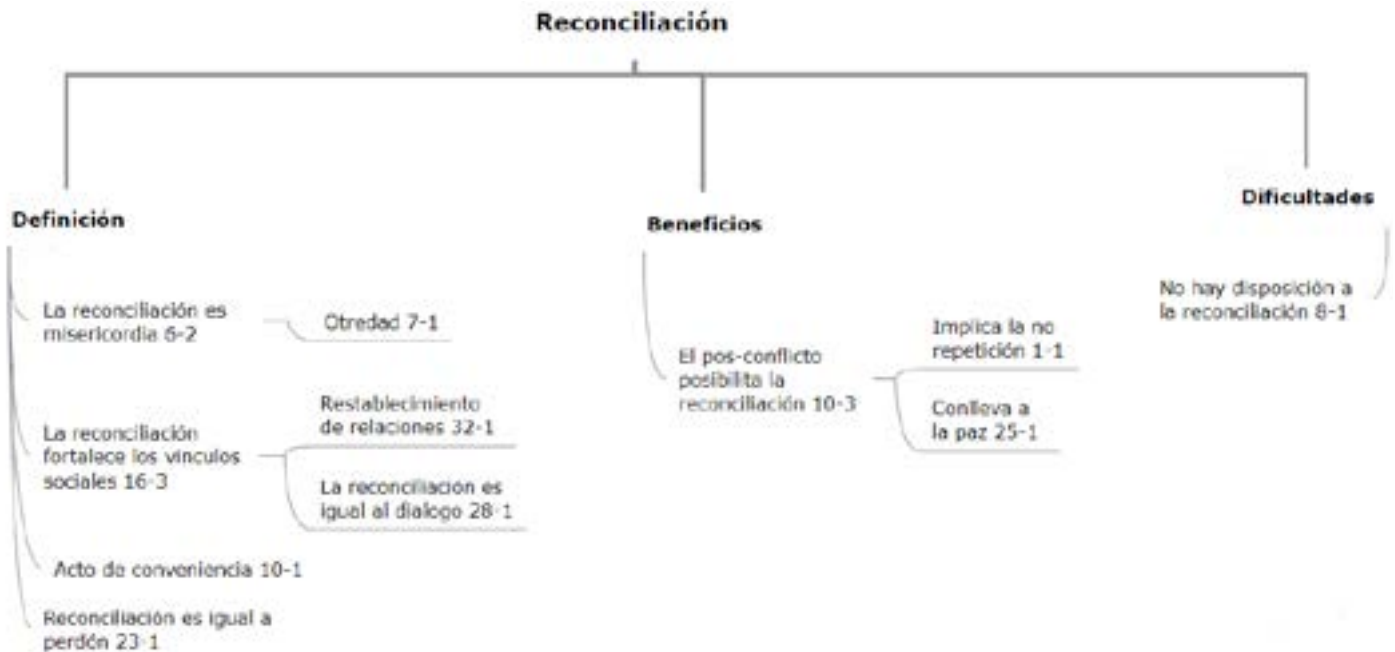 Reconciliación
Definición
La reconciliación es
misericordia 6-2
Otredad 7-1
La reconciliación
fortalece los vinculos
sociales 16-3
Restablecimiento
de relaciones 32-1
La reconciliacion es
igual al dialogo 28-1
Acto de conveniencia 10-1
Reconciliación es igual a
perdón 23-1
Beneficios
El pos-conflicto
posibilita la
reconciliación 10-3
Implica la no
repetición 1-1
Conlleva a
la paz 25-1
Dificultades
No hay disposición a
la reconciliación 8-1